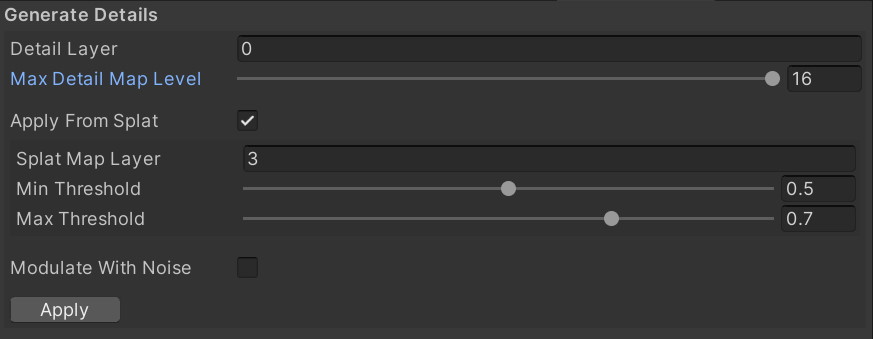 Generate Details
Detail Layer 0
Max Detail Map Level 16
Apply From Splat
Splat Map Layer 3
Min Threshold 0.5
Max Threshold 0.7
Modulate With Noise
Apply